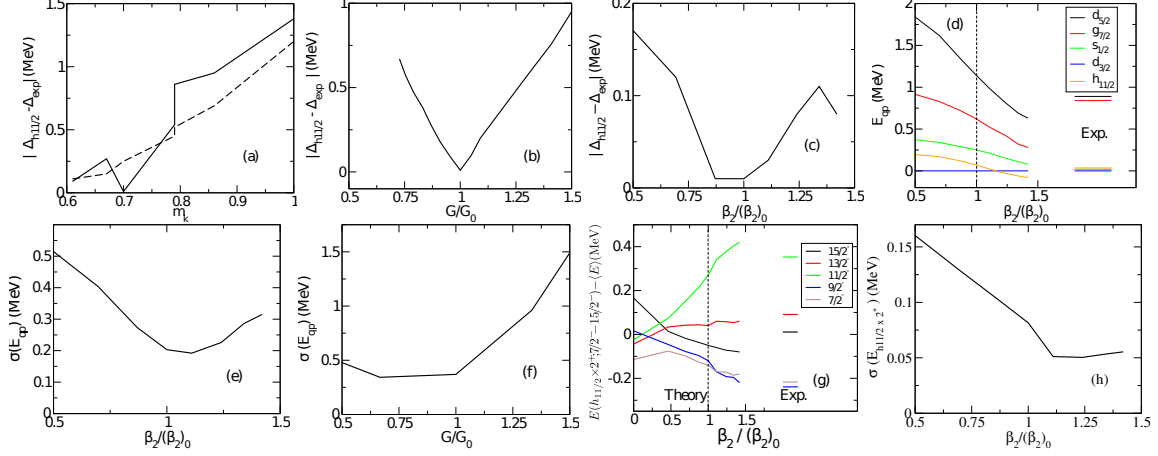 | Δh11/2 - Δexp | (MeV)
1.5
1
0.5
0
0.6 0.7 0.8 0.9 1
mk
(a)
| Δh11/2 - Δexp | (MeV)
1
0.5
0
0.5 0.75 1 1.25 1.5
G/G0
(b)
| Δh11/2 - Δexp | (MeV)
0.2
0.1
0
0.5 0.75 1 1.25 1.5
β2/(β2)0
(c)
Eqp (MeV)
2
1.5
1
0.5
0
0.5 1 1.5
β2/(β2)0
(d)
d5/2
g7/2
s1/2
d3/2
h11/2
Exp.
σ(Eqp) (MeV)
0.5
0.4
0.3
0.2
0.1
0
0.5 1 1.5
β2/(β2)0
(e)
σ (Eqp) (MeV)
1.5
1
0.5
0
0.5 0.75 1 1.25 1.5
G/G0
(f)
E(h11/2×2+;7/2−−15/2−)−⟨E⟩(MeV)
0.4
0.2
0
-0.2
0 0.5 1 1.5
β2 / (β2)0
15/2-
13/2-
11/2-
9/2-
7/2-
Theory Exp.
(g)
σ (Eh11/2 x 2+) (MeV)
0.15
0.1
0.05
0
0.5 1 1.5
β2/(β2)0
(h)